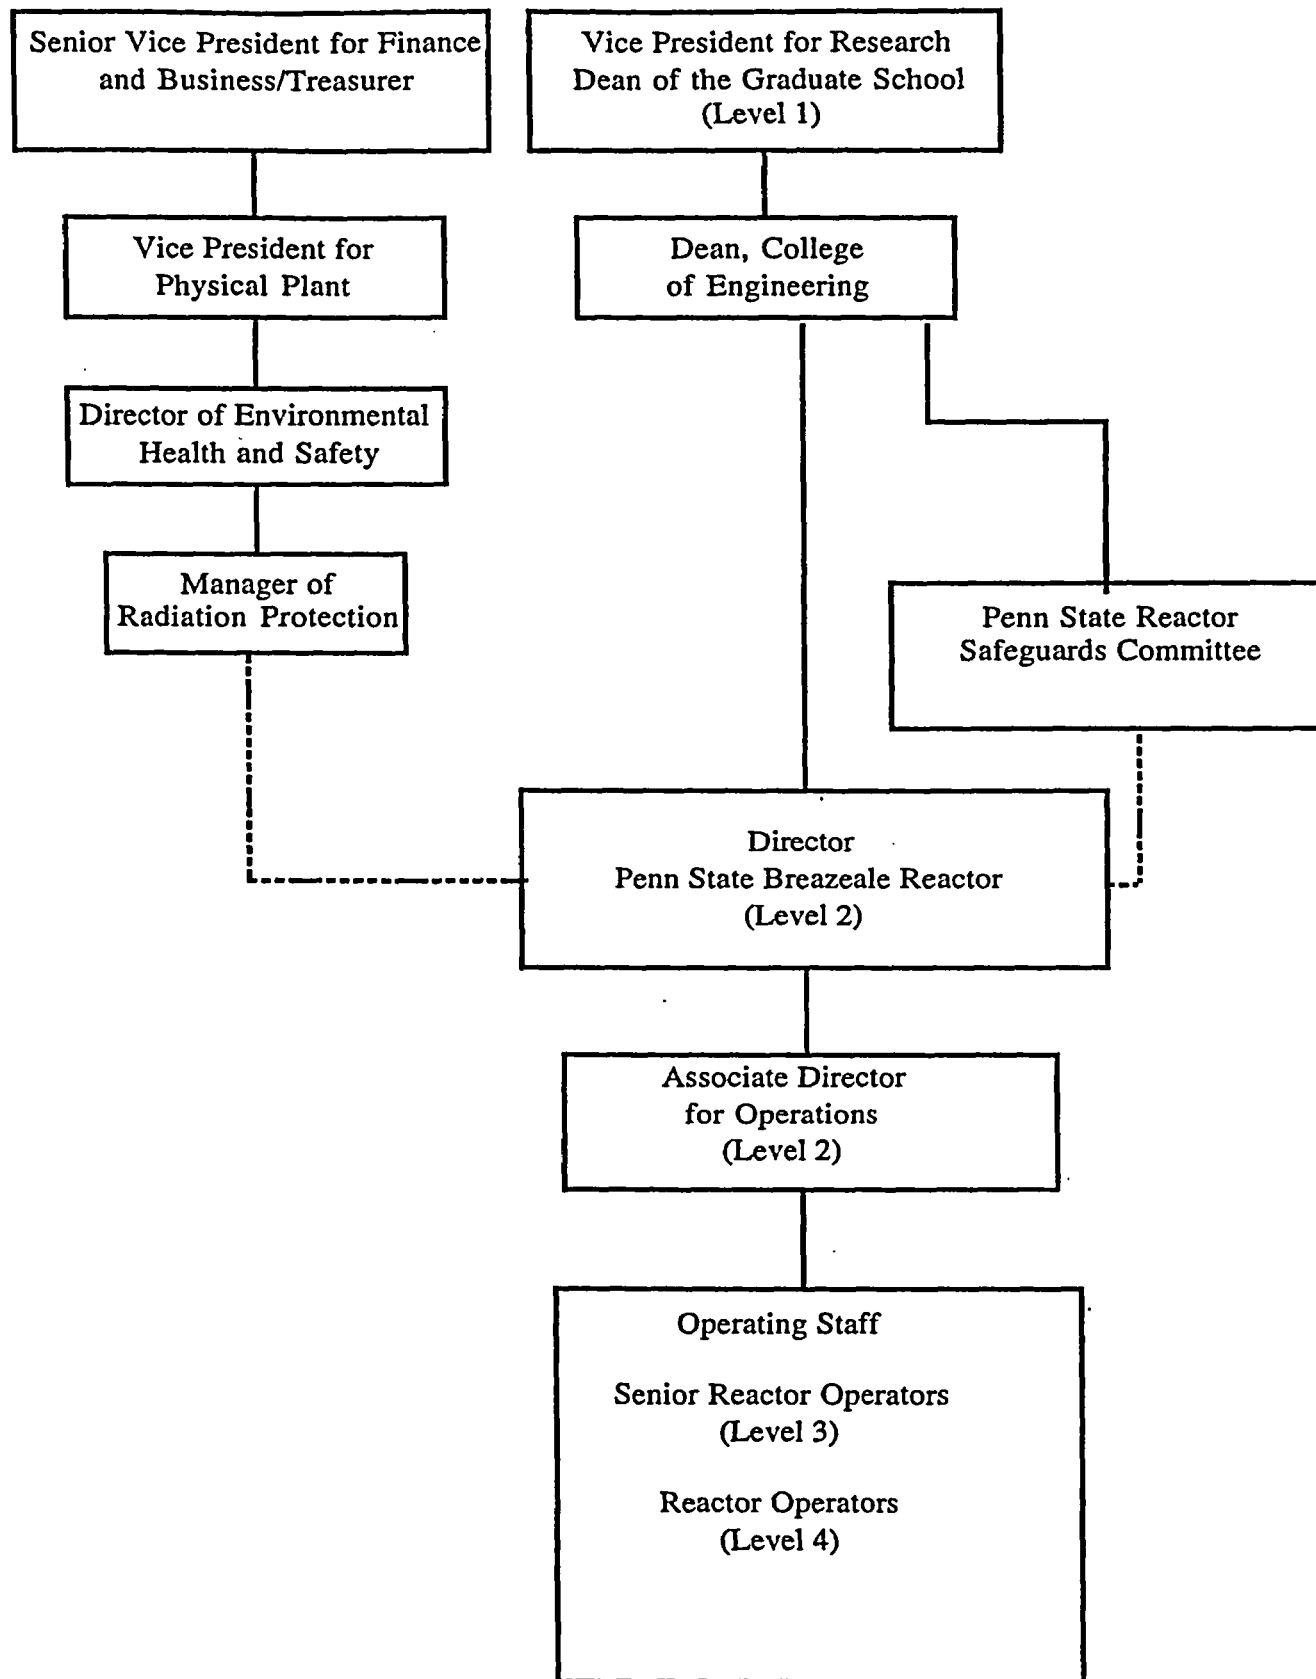 Senior Vice President for Finance
and Business/Treasurer
Vice President for Research
Dean of the Graduate School
(Level 1)
Vice President for
Physical Plant
Dean, College
of Engineering
Director of Environmental
Health and Safety
Manager of
Radiation Protection
Penn State Reactor
Safeguards Committee
Director
Penn State Breazeale Reactor
(Level 2)
Associate Director
for Operations
(Level 2)
Operating Staff
Senior Reactor Operators
(Level 3)
Reactor Operators
(Level 4)